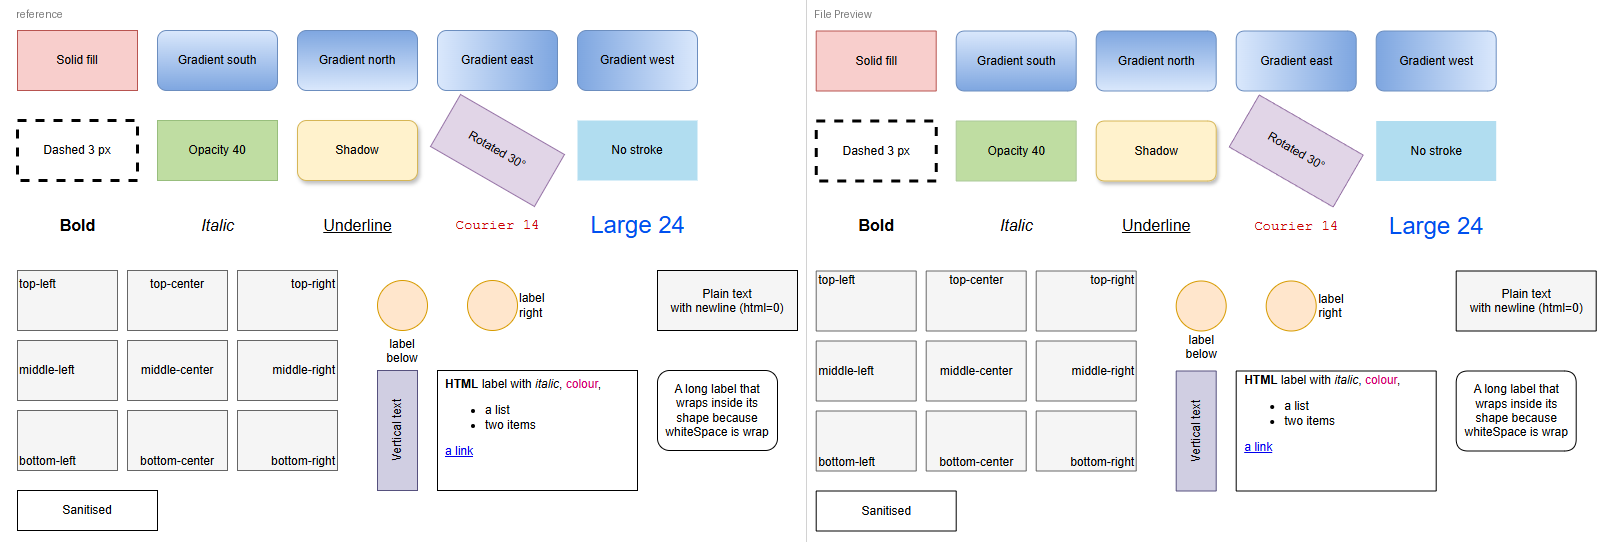 reference
Solid fill
Gradient south
Gradient north
Gradient east
Gradient west
Dashed 3 px
Opacity 40
Shadow
Rotated 30°
No stroke
Bold
Italic
Underline
Courier 14
Large 24
top-left
top-center
top-right
label
below
label
right
Plain text
with newline (html=0)
middle-left
middle-center
middle-right
Vertical text
HTML label with italic, colour,
• a list
• two items
a link
A long label that
wraps inside its
shape because
whiteSpace is wrap
bottom-left
bottom-center
bottom-right
Sanitised
File Preview
Solid fill
Gradient south
Gradient north
Gradient east
Gradient west
Dashed 3 px
Opacity 40
Shadow
Rotated 30°
No stroke
Bold
Italic
Underline
Courier 14
Large 24
top-left
top-center
top-right
label
below
label
right
Plain text
with newline (html=0)
middle-left
middle-center
middle-right
Vertical text
HTML label with italic, colour,
• a list
• two items
a link
A long label that
wraps inside its
shape because
whiteSpace is wrap
bottom-left
bottom-center
bottom-right
Sanitised